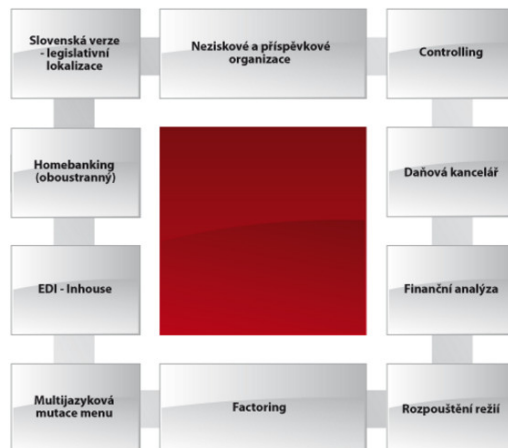 Slovenská verze
- legislativní
lokalizace
Neziskové a příspěvkové
organizace
Controlling
Homebanking
(oboustranný)
Daňová kancelář
EDI - Inhouse
Finanční analýza
Multijazyková
mutace menu
Factoring
Rozpouštění režií